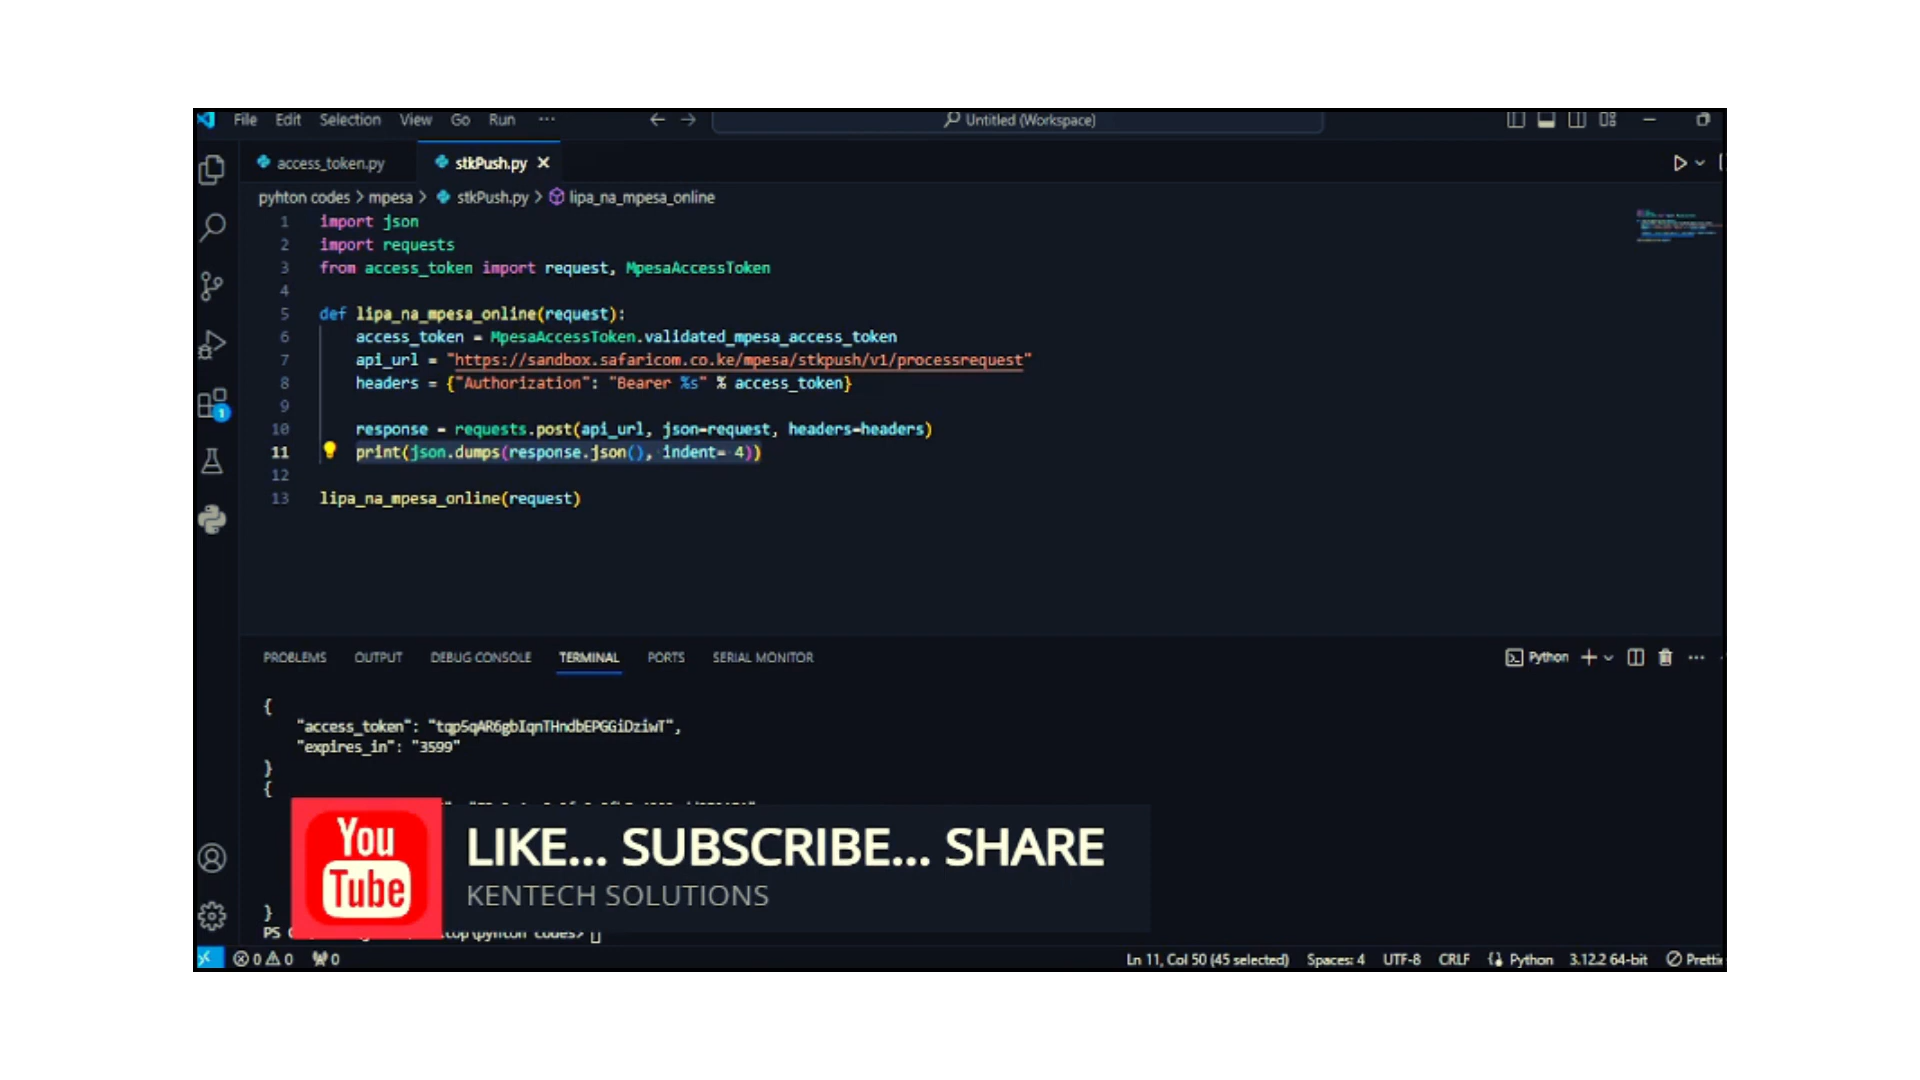 File Edit Selection View Go Run ··· Untitled (Workspace)
access_token.py stkPush.py
pyhton codes > mpesa > stkPush.py > lipa_na_mpesa_online
1 import json
2 import requests
3 from access_token import request, MpesaAccessToken
4
5 def lipa_na_mpesa_online(request):
6 access_token = MpesaAccessToken.validated_mpesa_access_token
7 api_url = "https://sandbox.safaricom.co.ke/mpesa/stkpush/v1/processrequest"
8 headers = {"Authorization": "Bearer %s" % access_token}
9
10 response = requests.post(api_url, json=request, headers=headers)
11 print(json.dumps(response.json(), indent= 4))
12
13 lipa_na_mpesa_online(request)
PROBLEMS OUTPUT DEBUG CONSOLE TERMINAL PORTS SERIAL MONITOR Python
{
"access_token": "tqp5qAR6gbIqnTHndbEPGGiDziwT",
"expires_in": "3599"
}
{
You
Tube
LIKE... SUBSCRIBE... SHARE
KENTECH SOLUTIONS
}
PS
0 0 0 Ln 11, Col 50 (45 selected) Spaces: 4 UTF-8 CRLF Python 3.12.2 64-bit